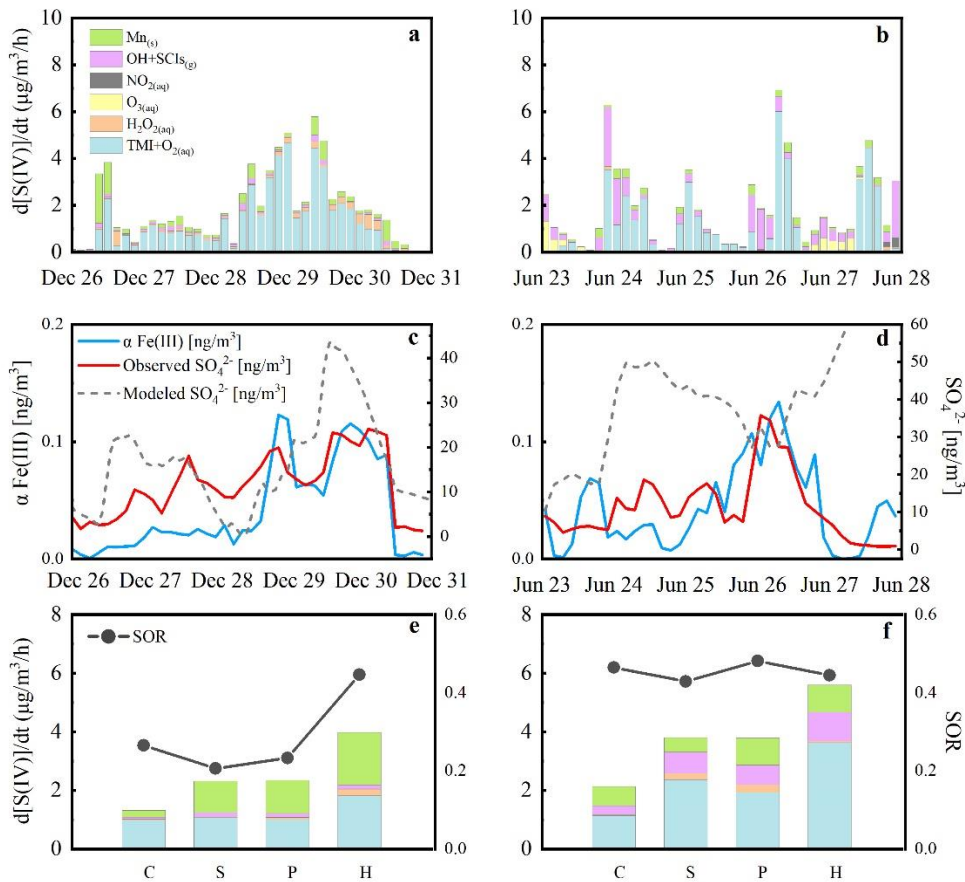 a
d[S(IV)]/dt (μg/m³/h)
10
8
6
4
2
0
Mn(s)
OH+SCIs(g)
NO2(aq)
O3(aq)
H2O2(aq)
TMI+O2(aq)
Dec 26 Dec 27 Dec 28 Dec 29 Dec 30 Dec 31
b
10
8
6
4
2
0
Jun 23 Jun 24 Jun 25 Jun 26 Jun 27 Jun 28
c
α Fe(III) [ng/m³]
0.2
0.1
0.0
α Fe(III) [ng/m³]
Observed SO₄²⁻ [ng/m³]
Modeled SO₄²⁻ [ng/m³]
40
30
20
10
0
Dec 26 Dec 27 Dec 28 Dec 29 Dec 30 Dec 31
d
0.2
0.1
0.0
60
50
40
30
20
10
0
SO₄²⁻ [ng/m³]
Jun 23 Jun 24 Jun 25 Jun 26 Jun 27 Jun 28
e
d[S(IV)]/dt (μg/m³/h)
8
6
4
2
0
SOR
0.6
0.4
0.2
0.0
C S P H
f
8
6
4
2
0
0.6
0.4
0.2
0.0
SOR
C S P H